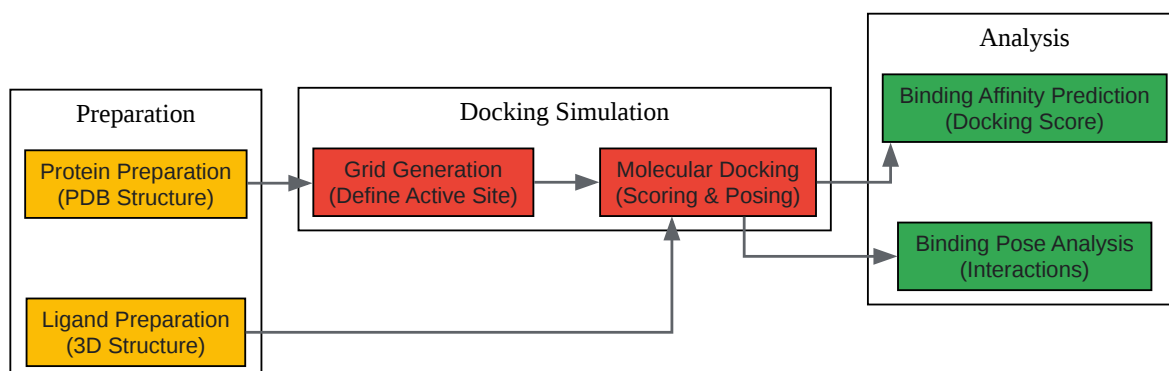 Preparation
Protein Preparation
(PDB Structure)
Ligand Preparation
(3D Structure)
Docking Simulation
Grid Generation
(Define Active Site)
Molecular Docking
(Scoring & Posing)
Analysis
Binding Affinity Prediction
(Docking Score)
Binding Pose Analysis
(Interactions)